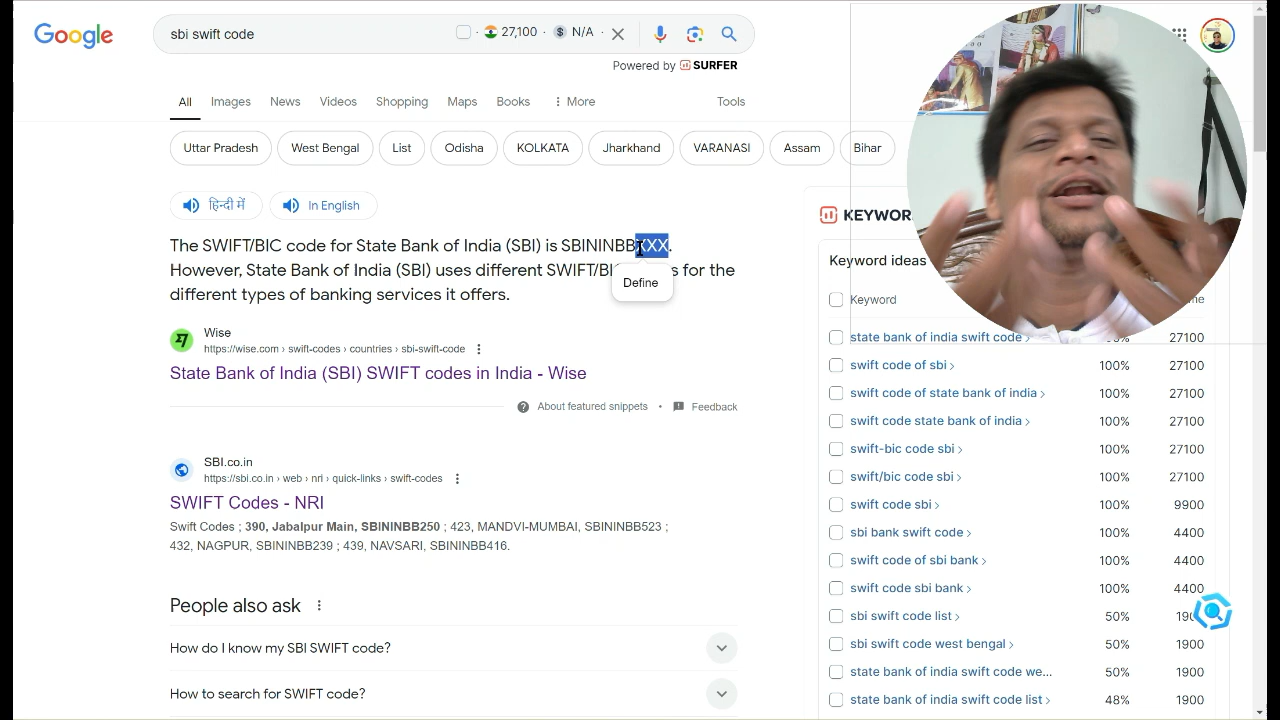 Google
sbi swift code
27,100 · $ N/A ·
Powered by SURFER
All Images News Videos Shopping Maps Books More Tools
Uttar Pradesh West Bengal List Odisha KOLKATA Jharkhand VARANASI Assam Bihar
हिन्दी में In English
The SWIFT/BIC code for State Bank of India (SBI) is SBININBBXXX.
However, State Bank of India (SBI) uses different SWIFT/BI for the
different types of banking services it offers.
Define
Wise
https://wise.com › swift-codes › countries › sbi-swift-code
State Bank of India (SBI) SWIFT codes in India - Wise
About featured snippets • Feedback
SBI.co.in
https://sbi.co.in › web › nri › quick-links › swift-codes
SWIFT Codes - NRI
Swift Codes ; 390, Jabalpur Main, SBININBB250 ; 423, MANDVI-MUMBAI, SBININBB523 ;
432, NAGPUR, SBININBB239 ; 439, NAVSARI, SBININBB416.
People also ask
How do I know my SBI SWIFT code?
How to search for SWIFT code?
KEYWOR
Keyword ideas
Keyword
state bank of india swift code › 27100
swift code of sbi › 100% 27100
swift code of state bank of india › 100% 27100
swift code state bank of india › 100% 27100
swift-bic code sbi › 100% 27100
swift/bic code sbi › 100% 27100
swift code sbi › 100% 9900
sbi bank swift code › 100% 4400
swift code of sbi bank › 100% 4400
swift code sbi bank › 100% 4400
sbi swift code list › 50%
sbi swift code west bengal › 50% 1900
state bank of india swift code we... 50% 1900
state bank of india swift code list › 48% 1900